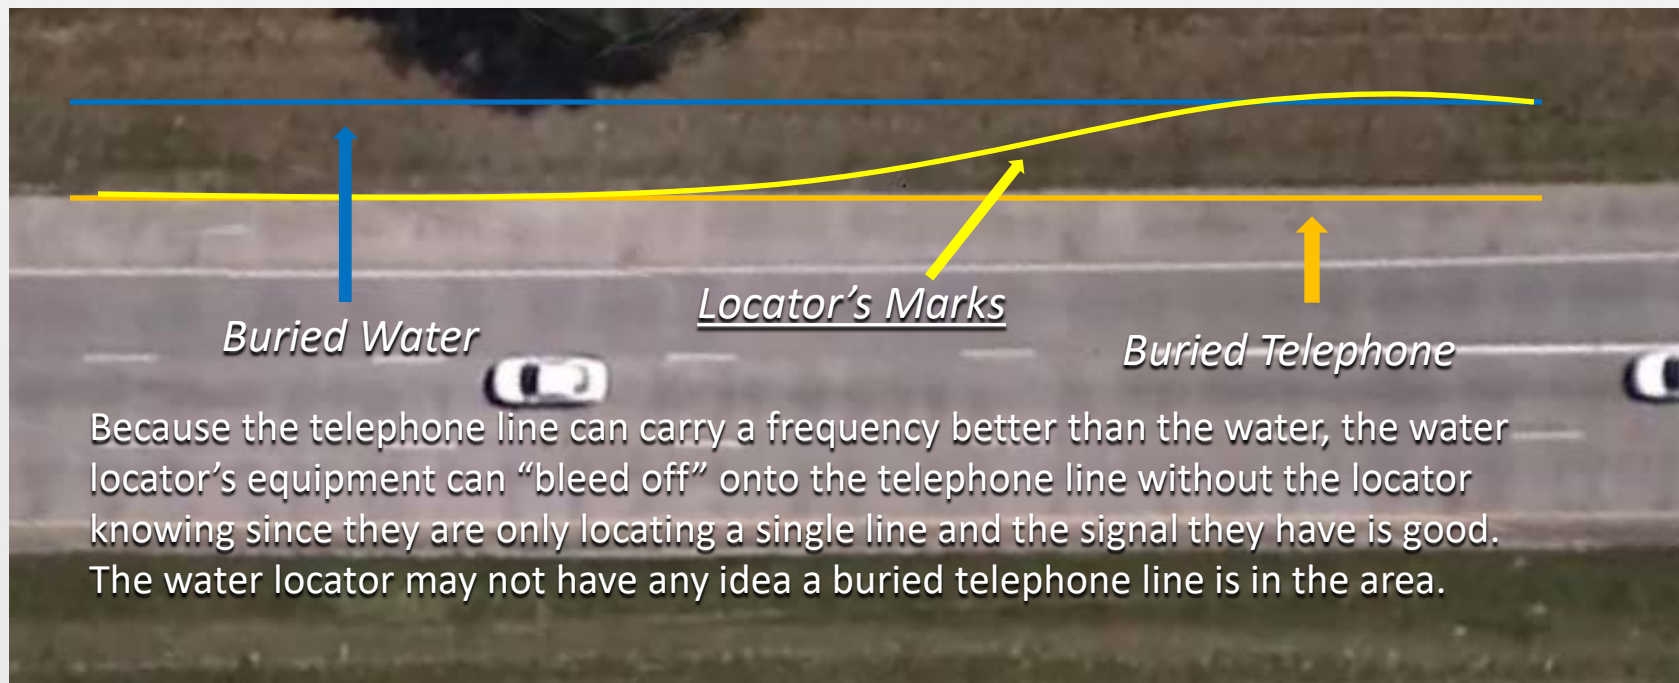 Locator’s Marks
Buried Water
Buried Telephone
Because the telephone line can carry a frequency better than the water, the water
locator’s equipment can “bleed off” onto the telephone line without the locator
knowing since they are only locating a single line and the signal they have is good.
The water locator may not have any idea a buried telephone line is in the area.